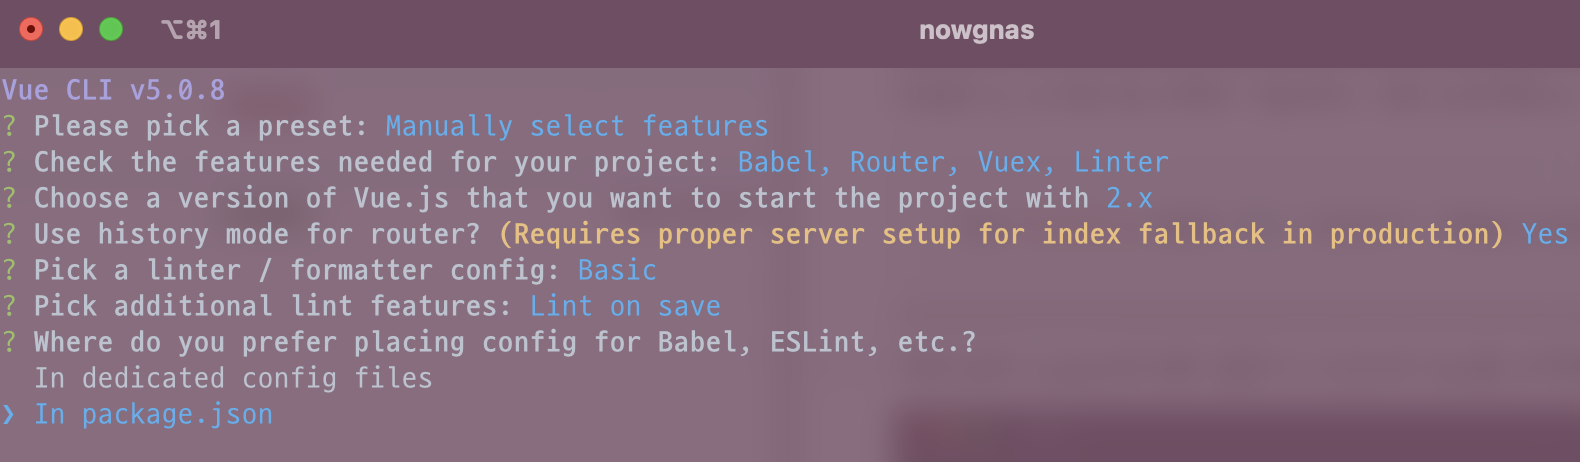 ⌥⌘1
nowgnas
Vue CLI v5.0.8
? Please pick a preset: Manually select features
? Check the features needed for your project: Babel, Router, Vuex, Linter
? Choose a version of Vue.js that you want to start the project with 2.x
? Use history mode for router? (Requires proper server setup for index fallback in production) Yes
? Pick a linter / formatter config: Basic
? Pick additional lint features: Lint on save
? Where do you prefer placing config for Babel, ESLint, etc.?
  In dedicated config files
❯ In package.json